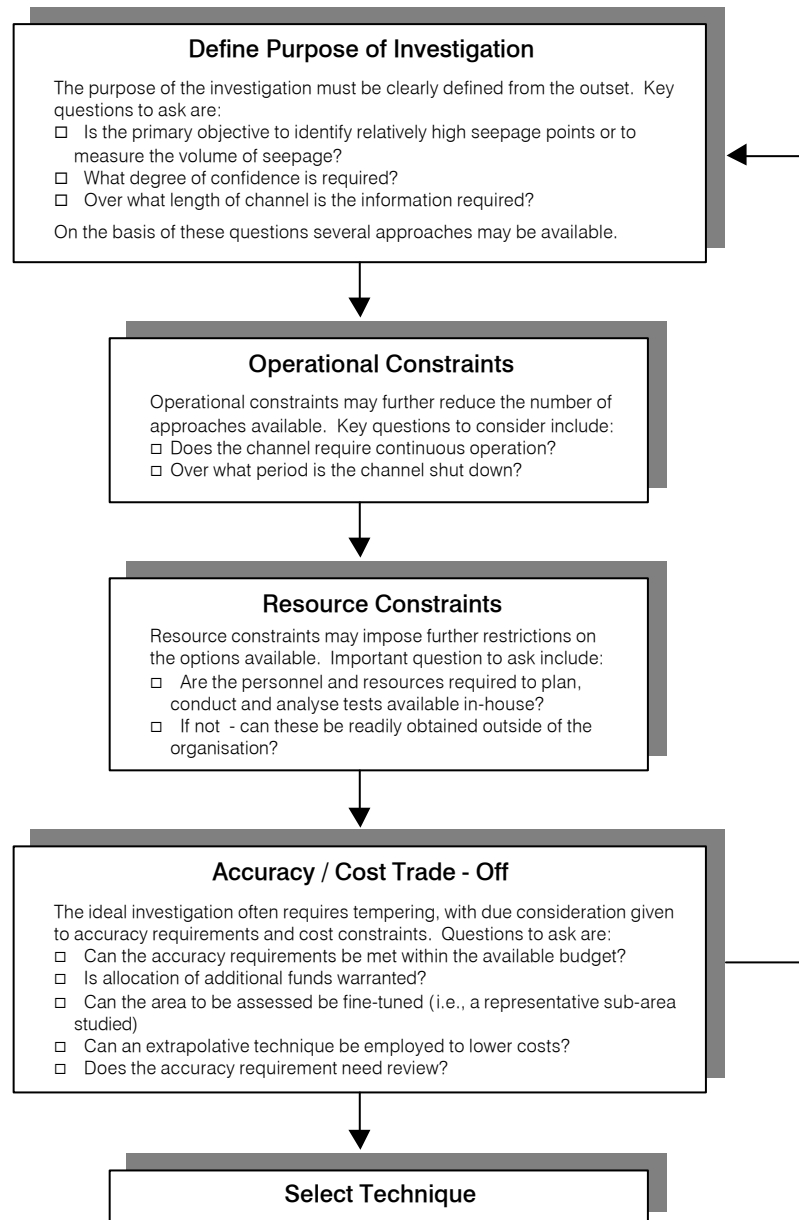 Define Purpose of Investigation
The purpose of the investigation must be clearly defined from the outset.  Key
questions to ask are:
□ Is the primary objective to identify relatively high seepage points or to
measure the volume of seepage?
□ What degree of confidence is required?
□ Over what length of channel is the information required?
On the basis of these questions several approaches may be available.
Operational Constraints
Operational constraints may further reduce the number of
approaches available.  Key questions to consider include:
□ Does the channel require continuous operation?
□ Over what period is the channel shut down?
Resource Constraints
Resource constraints may impose further restrictions on
the options available.  Important question to ask include:
□ Are the personnel and resources required to plan,
conduct and analyse tests available in-house?
□ If not  - can these be readily obtained outside of the
organisation?
Accuracy / Cost Trade - Off
The ideal investigation often requires tempering, with due consideration given
to accuracy requirements and cost constraints.  Questions to ask are:
□ Can the accuracy requirements be met within the available budget?
□ Is allocation of additional funds warranted?
□ Can the area to be assessed be fine-tuned (i.e., a representative sub-area
studied)
□ Can an extrapolative technique be employed to lower costs?
□ Does the accuracy requirement need review?
Select Technique